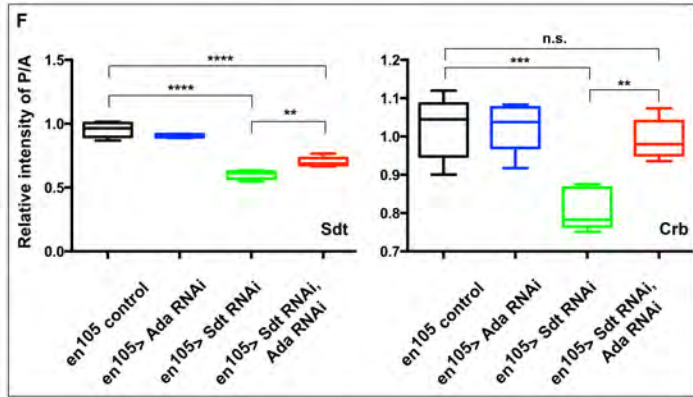 F
Relative intensity of P/A
1.5
1.0
0.5
0.0
****
****
**
Sdt
en105 control
en105> Ada RNAi
en105> Sdt RNAi
en105> Sdt RNAi,
Ada RNAi
1.2
1.1
1.0
0.9
0.8
0.7
n.s.
***
**
Crb
en105 control
en105> Ada RNAi
en105> Sdt RNAi
en105> Sdt RNAi,
Ada RNAi